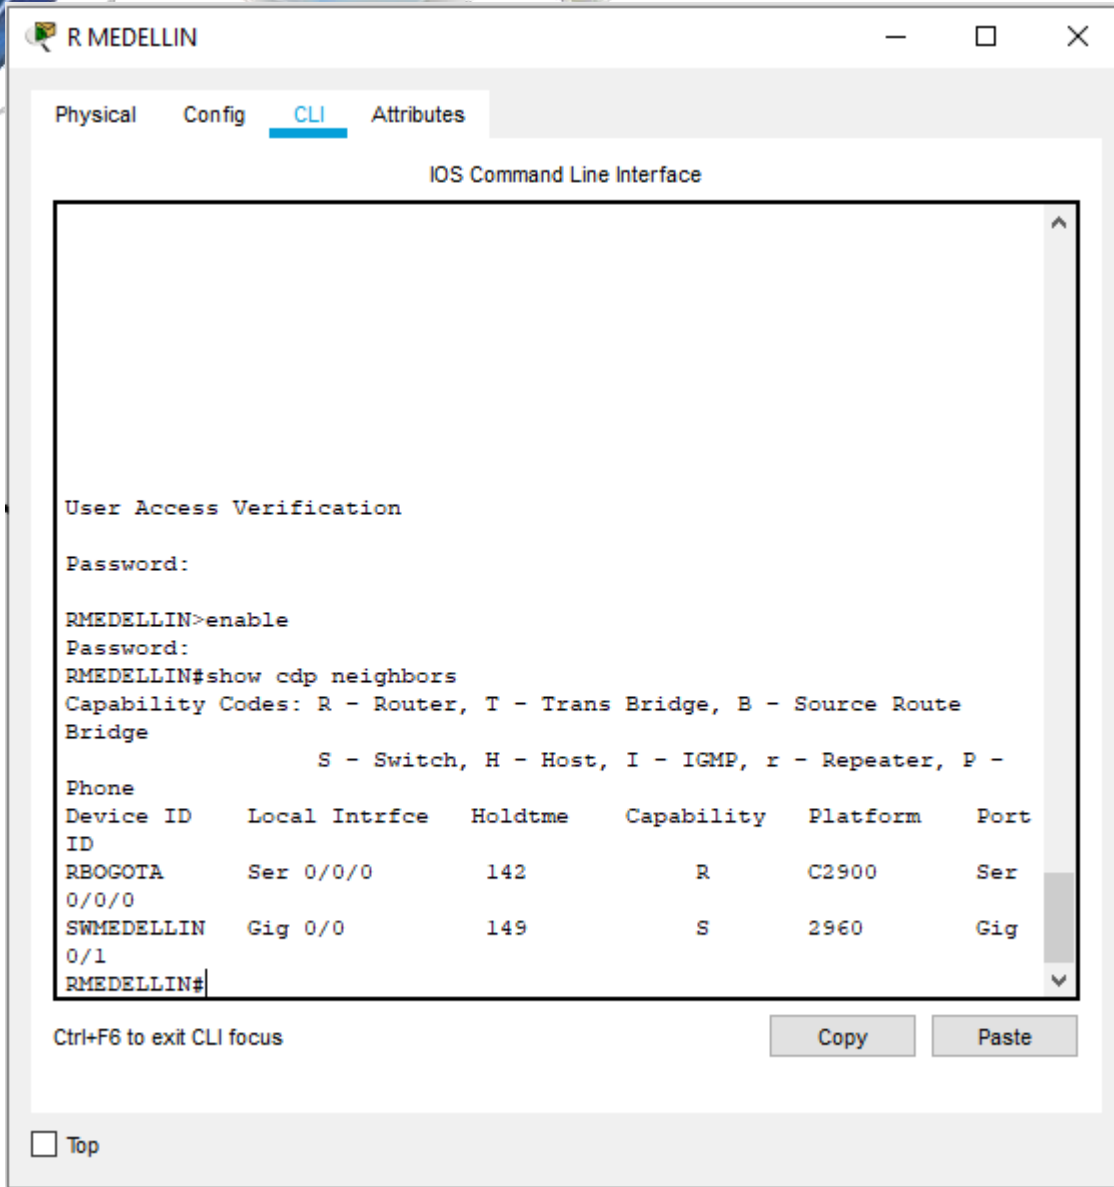 R MEDELLIN
Physical Config CLI Attributes
IOS Command Line Interface
User Access Verification
Password:
RMEDELLIN>enable
Password:
RMEDELLIN#show cdp neighbors
Capability Codes: R - Router, T - Trans Bridge, B - Source Route
Bridge
S - Switch, H - Host, I - IGMP, r - Repeater, P -
Phone
Device ID Local Intrfce Holdtme Capability Platform Port
ID
RBOGOTA Ser 0/0/0 142 R C2900 Ser
0/0/0
SWMEDELLIN Gig 0/0 149 S 2960 Gig
0/1
RMEDELLIN#
Ctrl+F6 to exit CLI focus
Copy Paste
Top